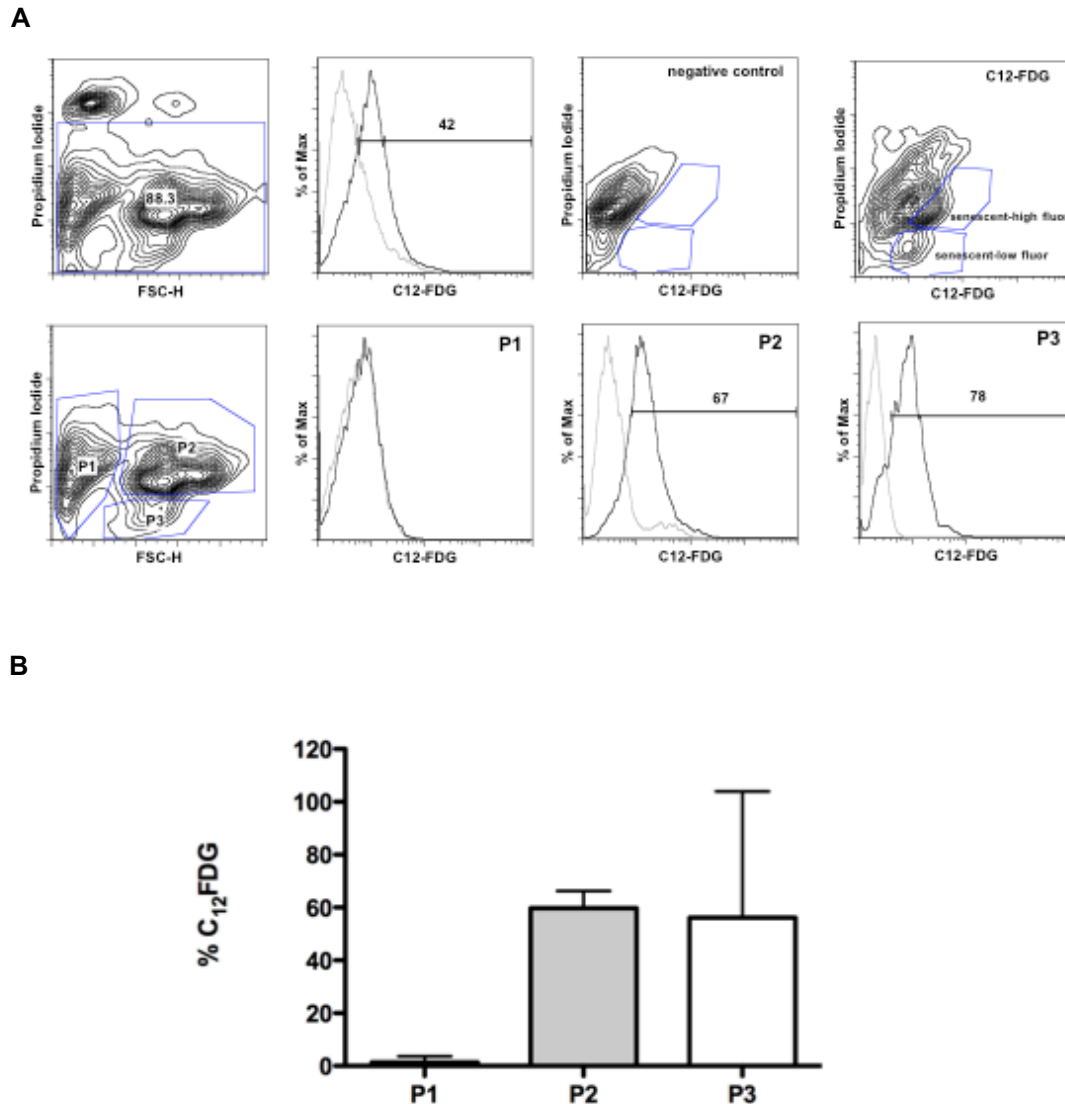 A
Propidium Iodide
88.3
FSC-H
% of Max
42
C12-FDG
negative control
Propidium Iodide
C12-FDG
C12-FDG
Propidium Iodide
senescent-high fluor
senescent-low fluor
C12-FDG
Propidium Iodide
P1
P2
P3
FSC-H
P1
% of Max
C12-FDG
P2
67
% of Max
C12-FDG
P3
78
% of Max
C12-FDG
B
% C12FDG
120
100
80
60
40
20
0
P1
P2
P3